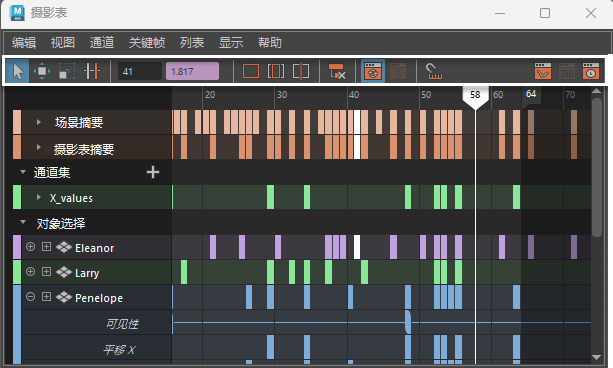 M
摄影表
编辑 视图 通道 关键帧 列表 显示 帮助
41 1.817
20 30 40 50 58 60 64 70
场景摘要
摄影表摘要
通道集 +
X_values
对象选择
Eleanor
Larry
Penelope
可见性
平移 X